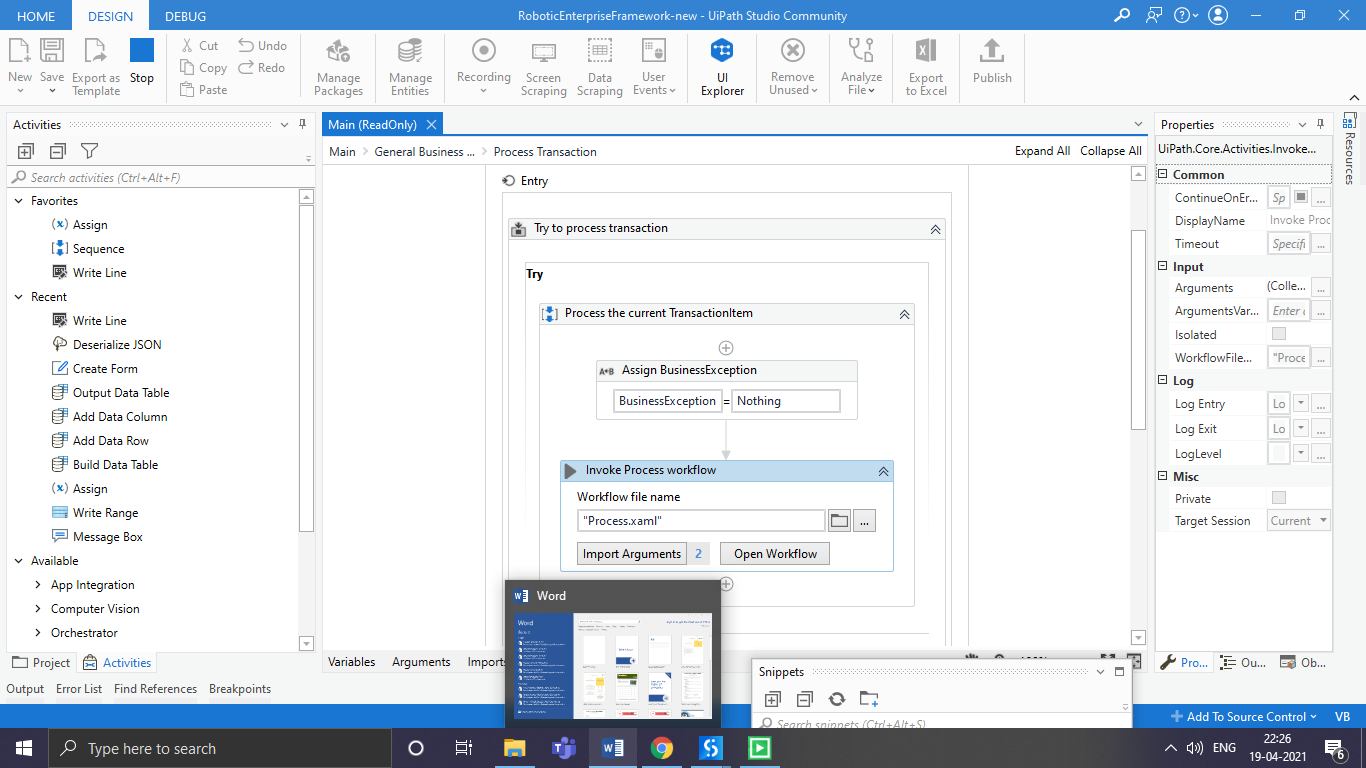 HOME DESIGN DEBUG RoboticEnterpriseFramework-new - UiPath Studio Community
New Save Export as Template Stop
Cut Undo
Copy Redo
Paste
Manage Packages
Manage Entities
Recording
Screen Scraping
Data Scraping
User Events
UI Explorer
Remove Unused
Analyze File
Export to Excel
Publish
Activities
Search activities (Ctrl+Alt+F)
Favorites
Assign
Sequence
Write Line
Recent
Write Line
Deserialize JSON
Create Form
Output Data Table
Add Data Column
Add Data Row
Build Data Table
Assign
Write Range
Message Box
Available
App Integration
Computer Vision
Orchestrator
Project Activities
Output Error List Find References Breakpoints
Main (ReadOnly)
Main General Business ... Process Transaction Expand All Collapse All
Entry
Try to process transaction
Try
Process the current TransactionItem
A+B Assign BusinessException
BusinessException = Nothing
Invoke Process workflow
Workflow file name
"Process.xaml" ...
Import Arguments 2 Open Workflow
Variables Arguments Imports
Word
Snippets
Search snippets (Ctrl+Alt+S)
Properties
UiPath.Core.Activities.Invoke...
Common
ContinueOnEr... Sp ...
DisplayName Invoke Proc
Timeout Specifi ...
Input
Arguments (Colle... ...
ArgumentsVar... Enter ...
Isolated
WorkflowFile... "Proce ...
Log
Log Entry Lo ...
Log Exit Lo ...
LogLevel ...
Misc
Private
Target Session Current
Pro... Ou... Ob...
Resources
Add To Source Control VB
Type here to search
ENG 22:26
19-04-2021
6